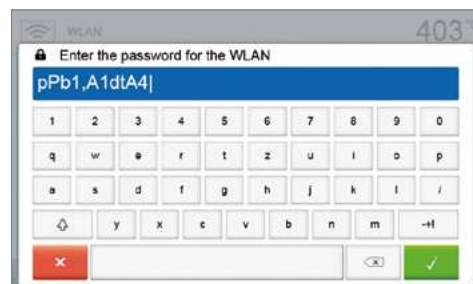 WLAN 403
Enter the password for the WLAN
pPb1,A1dtA4
1 2 3 4 5 6 7 8 9 0
q w e r t z u i o p
a s d f g h j k l /
y x c v b n m